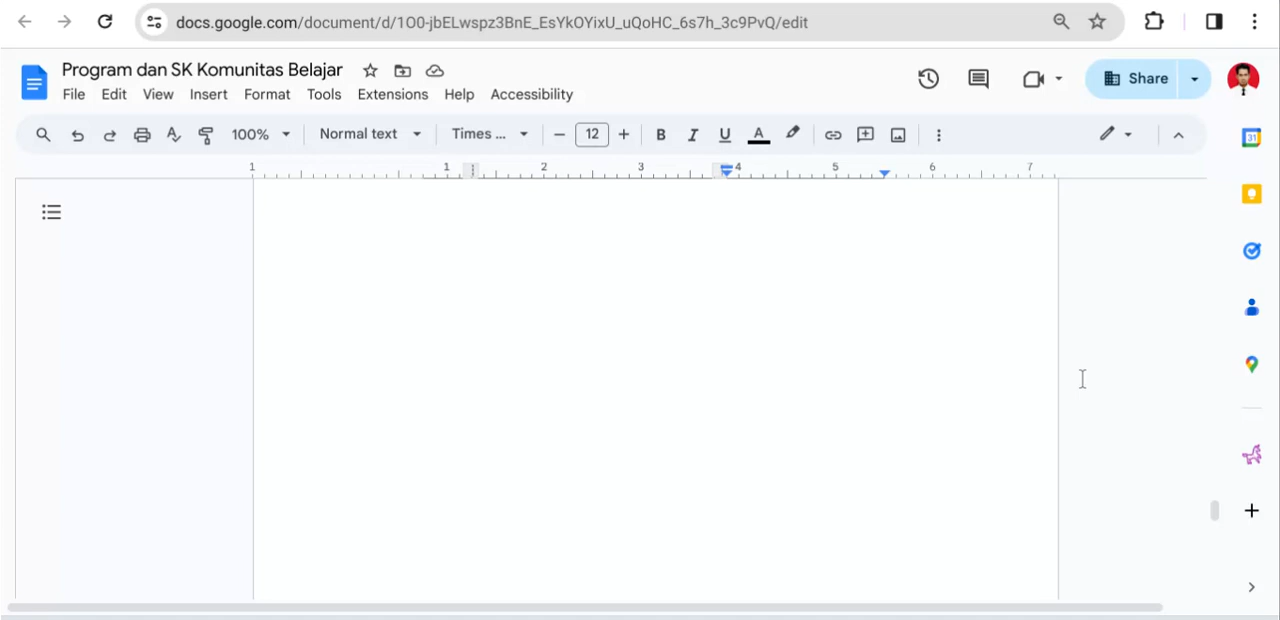 docs.google.com/document/d/1O0-jbELwspz3BnE_EsYkOYixU_uQoHC_6s7h_3c9PvQ/edit
Program dan SK Komunitas Belajar
File Edit View Insert Format Tools Extensions Help Accessibility
Share
100% Normal text Times ... 12 B I U A
1 1 2 3 4 5 6 7
31